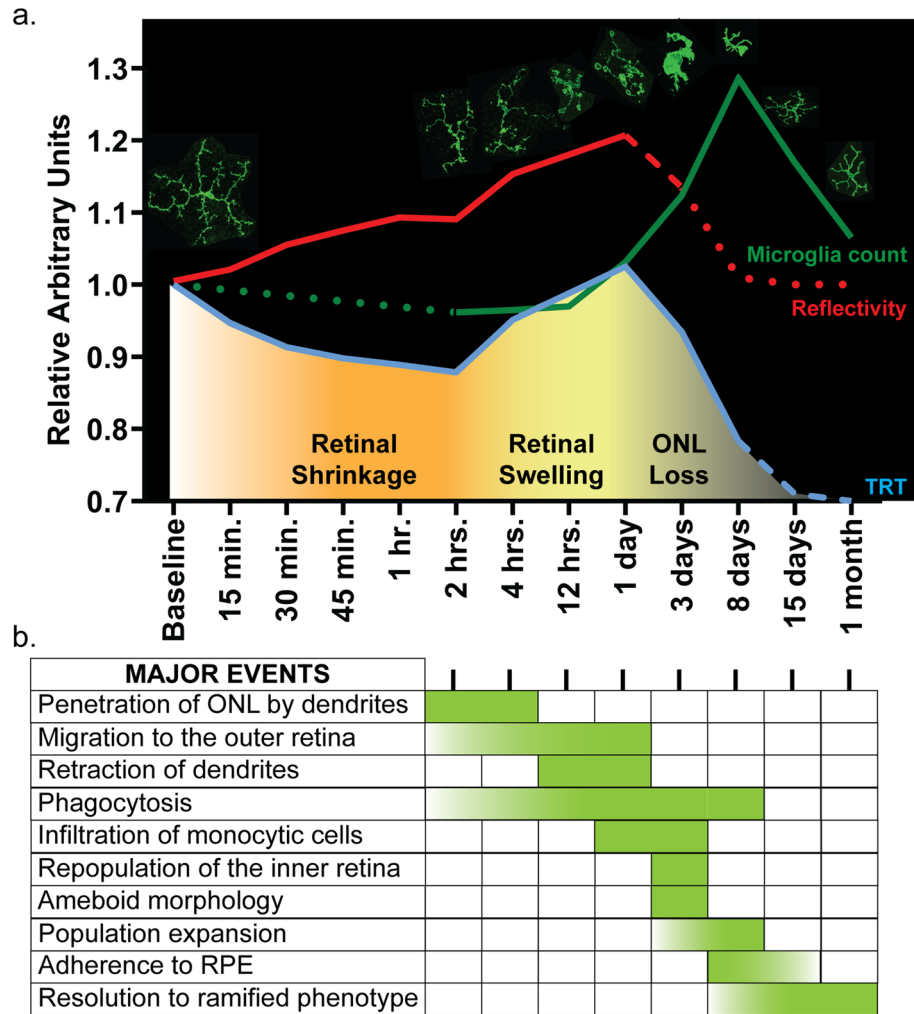 a.
Relative Arbitrary Units
1.3
1.2
1.1
1.0
0.9
0.8
0.7
Microglia count
Reflectivity
TRT
Retinal
Shrinkage
Retinal
Swelling
ONL
Loss
Baseline
15 min.
30 min.
45 min.
1 hr.
2 hrs.
4 hrs.
12 hrs.
1 day
3 days
8 days
15 days
1 month
b.
MAJOR EVENTS
Penetration of ONL by dendrites
Migration to the outer retina
Retraction of dendrites
Phagocytosis
Infiltration of monocytic cells
Repopulation of the inner retina
Ameboid morphology
Population expansion
Adherence to RPE
Resolution to ramified phenotype